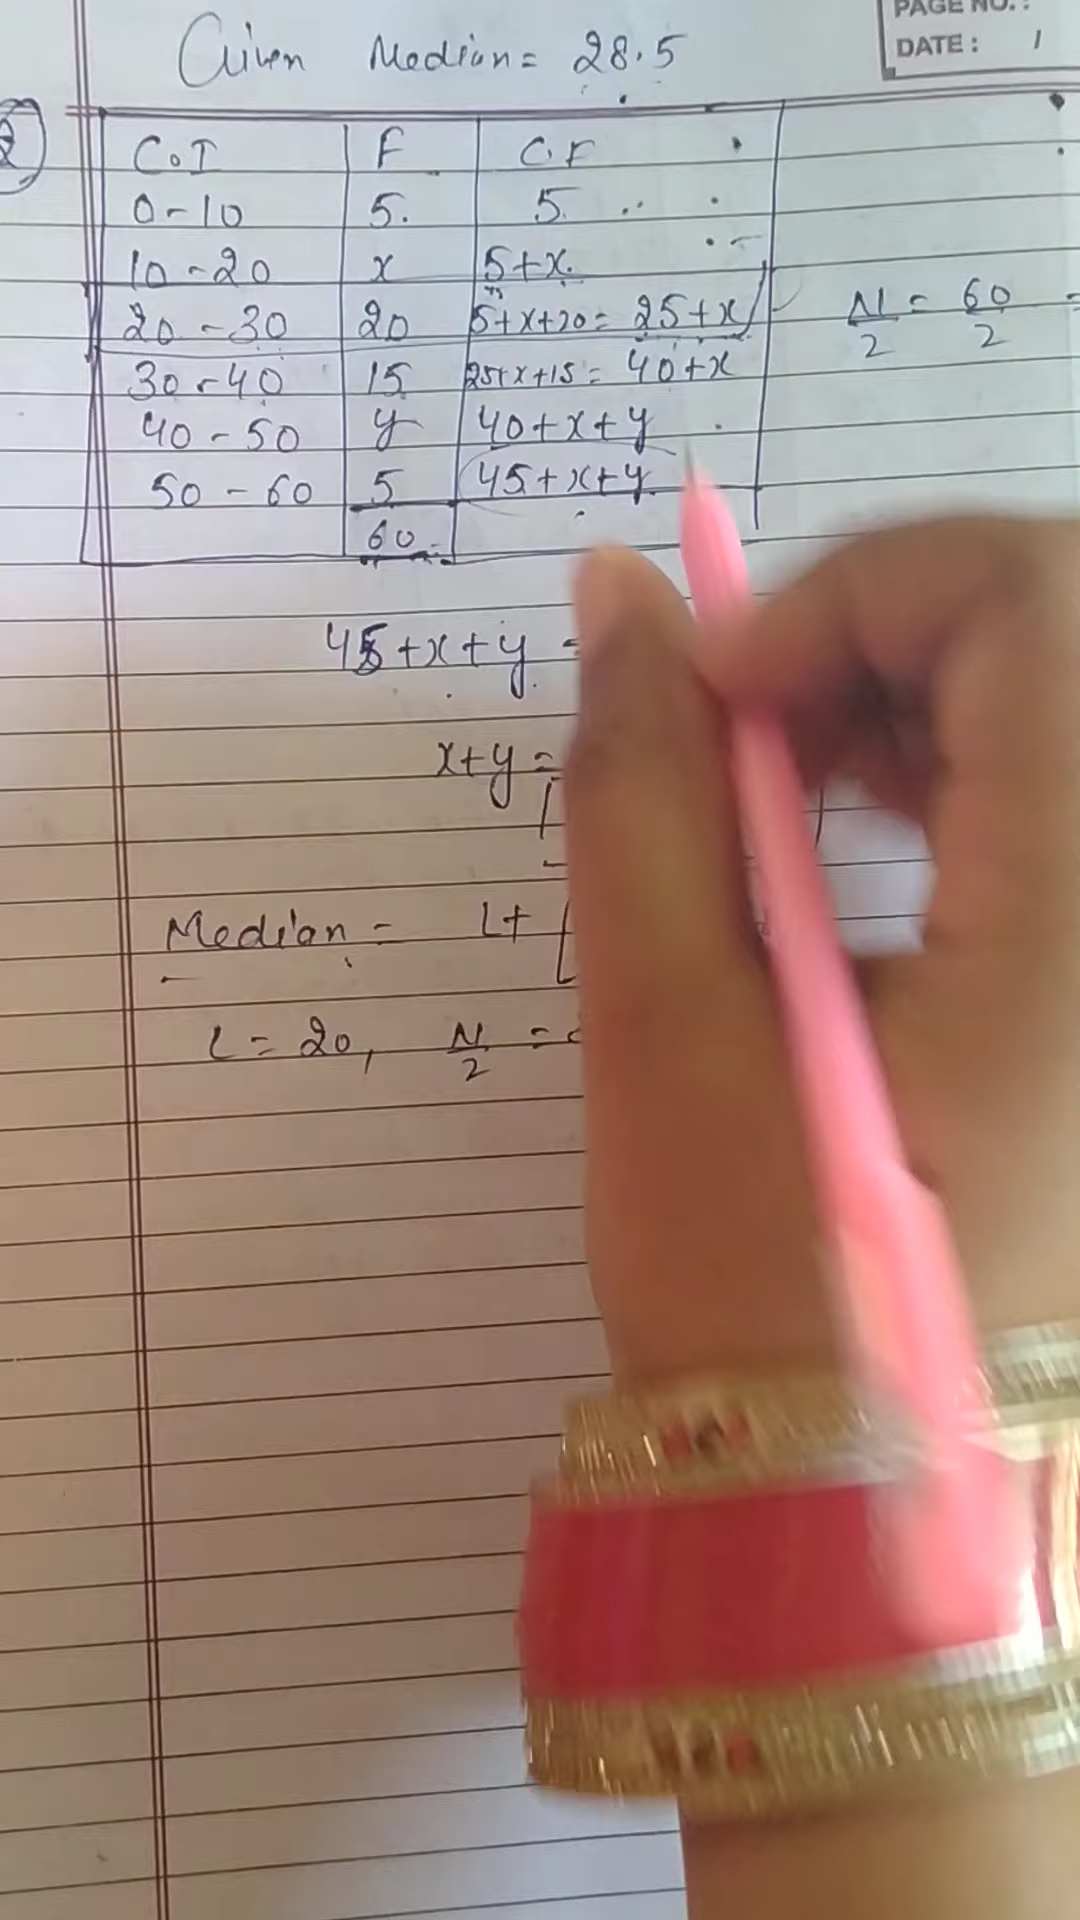 PAGE NO. :
DATE : 1
Given Median = 28.5
2
C.I F C.F
0-10 5. 5
10-20 x 5+x.
20-30 20 5+x+20 = 25+x
N/2 = 60/2 =
30-40 15 25+x+15 = 40+x
40-50 y 40+x+y
50-60 5 45+x+y
60
45+x+y =
x+y =
Median = L+ [
L = 20, N/2 =